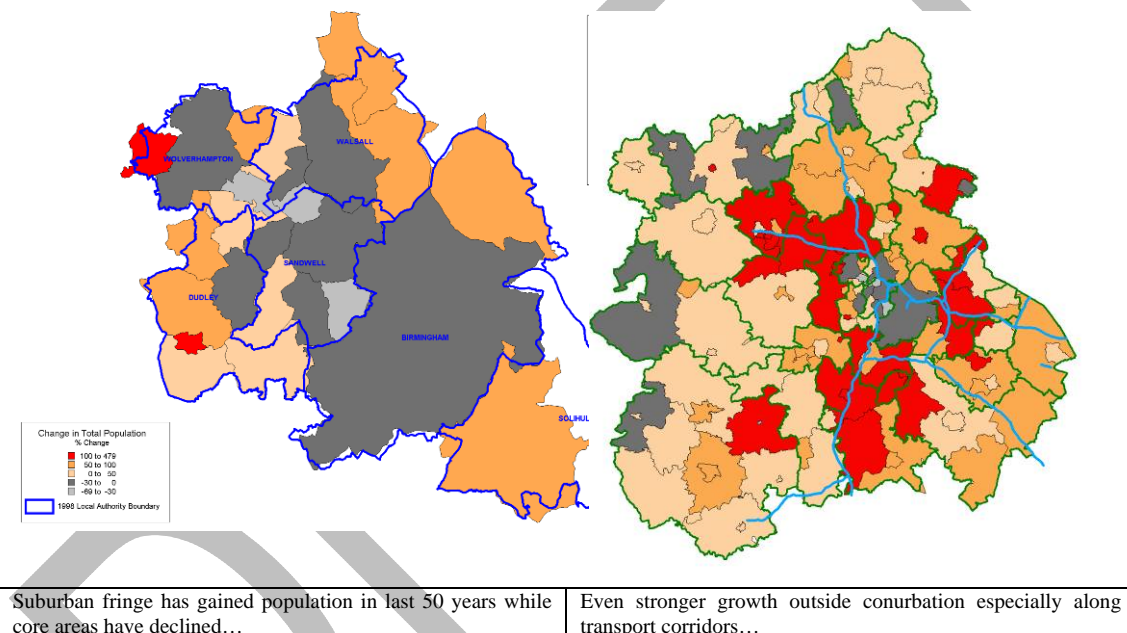 WALSALL
WOLVERHAMPTON
SANDWELL
DUDLEY
BIRMINGHAM
SOLIHUL
Change in Total Population
% Change
100 to 479
50 to 100
0 to 50
-30 to 0
-69 to -30
1998 Local Authority Boundary
Suburban fringe has gained population in last 50 years while
core areas have declined…
Even stronger growth outside conurbation especially along
transport corridors…